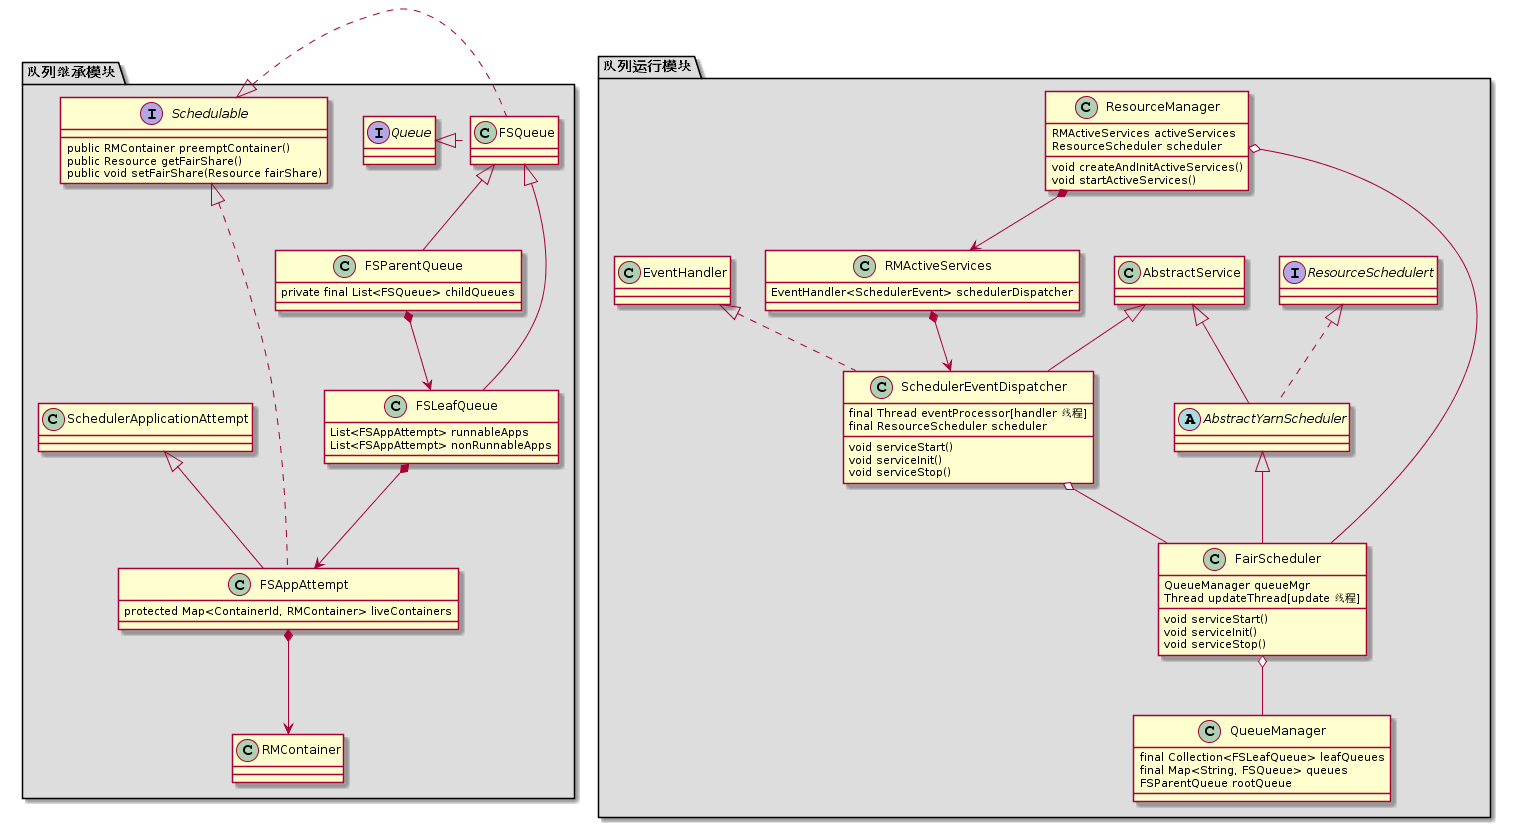 队列继承模块
I Schedulable
public RMContainer preemptContainer()
public Resource getFairShare()
public void setFairShare(Resource fairShare)
I Queue
C FSQueue
C FSParentQueue
private final List<FSQueue> childQueues
C SchedulerApplicationAttempt
C FSLeafQueue
List<FSAppAttempt> runnableApps
List<FSAppAttempt> nonRunnableApps
C FSAppAttempt
protected Map<ContainerId, RMContainer> liveContainers
C RMContainer
队列运行模块
C ResourceManager
RMActiveServices activeServices
ResourceScheduler scheduler
void createAndInitActiveServices()
void startActiveServices()
C EventHandler
C RMActiveServices
EventHandler<SchedulerEvent> schedulerDispatcher
C AbstractService
I ResourceSchedulert
C SchedulerEventDispatcher
final Thread eventProcessor[handler 线程]
final ResourceScheduler scheduler
void serviceStart()
void serviceInit()
void serviceStop()
A AbstractYarnScheduler
C FairScheduler
QueueManager queueMgr
Thread updateThread[update 线程]
void serviceStart()
void serviceInit()
void serviceStop()
C QueueManager
final Collection<FSLeafQueue> leafQueues
final Map<String, FSQueue> queues
FSParentQueue rootQueue